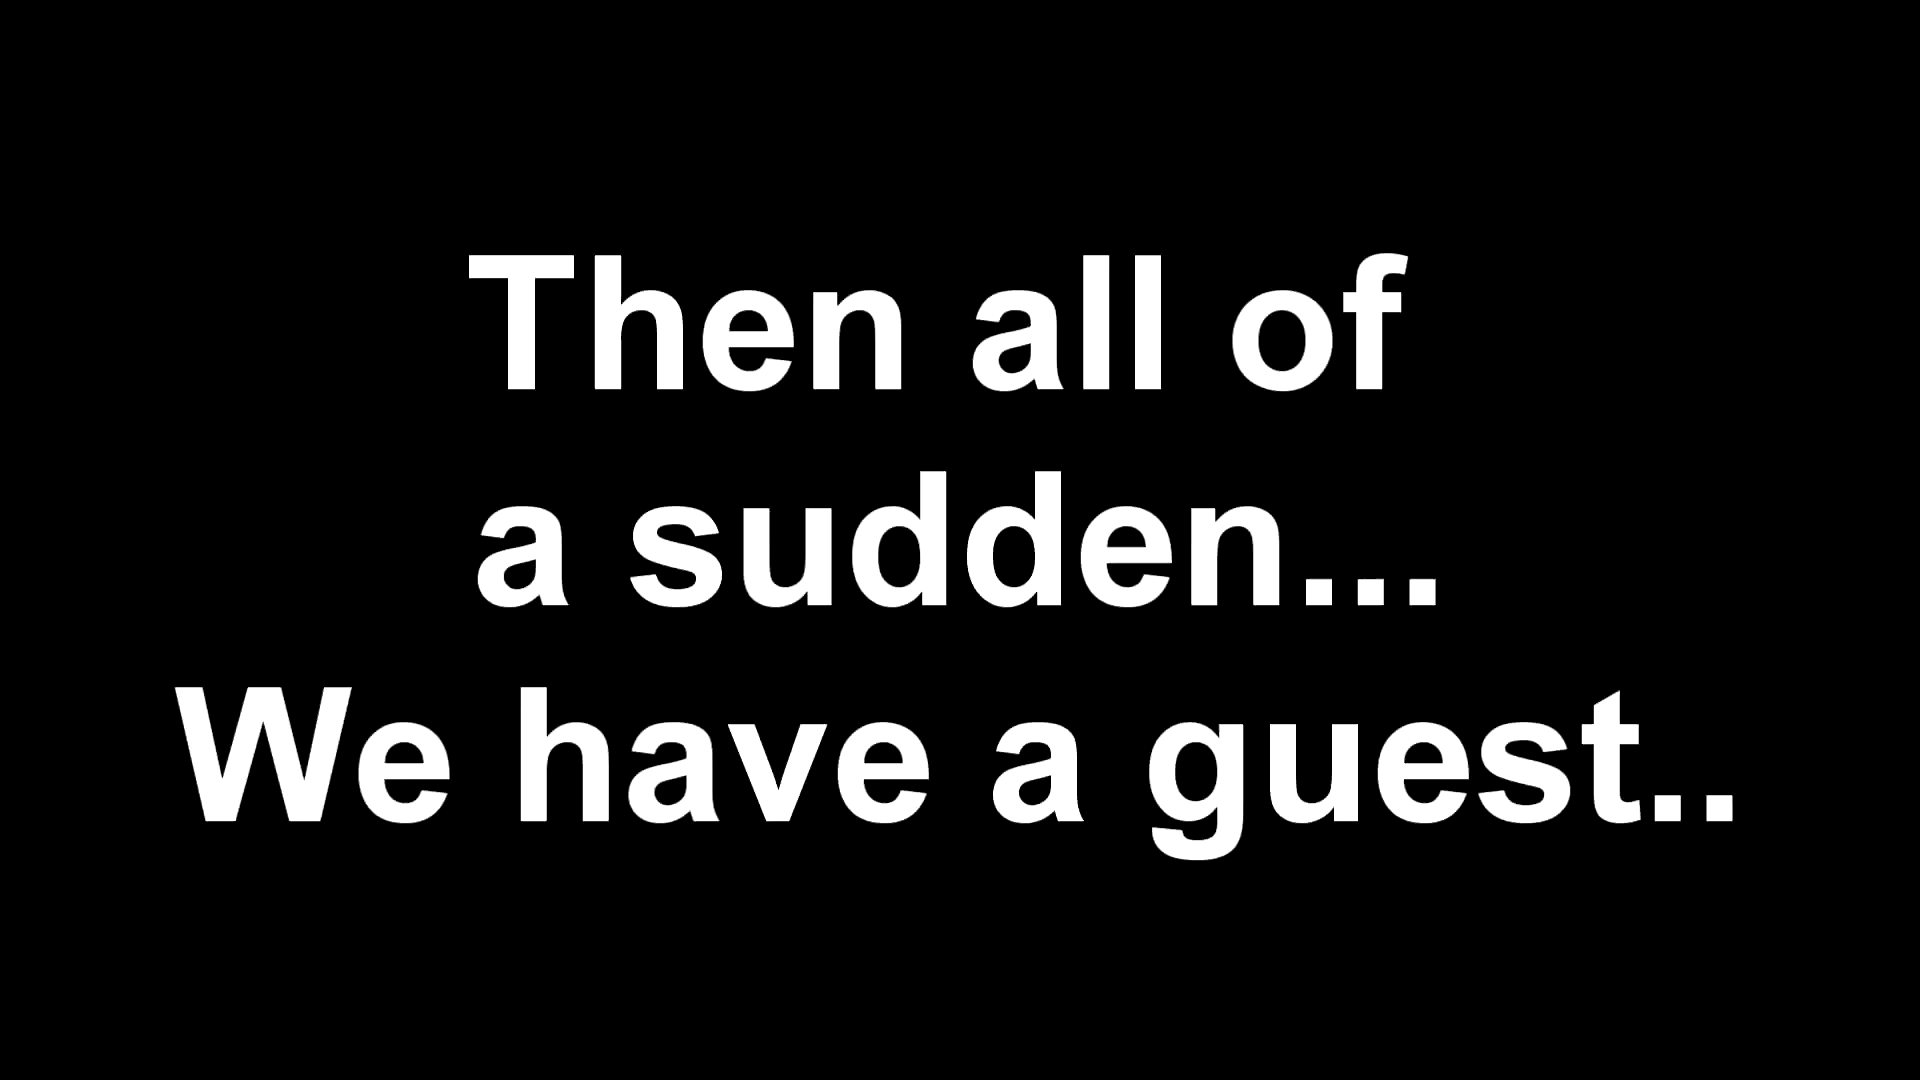 Then all of
a sudden...
We have a guest..